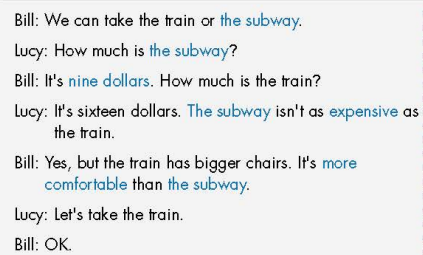 Bill: We can take the train or the subway.
Lucy: How much is the subway?
Bill: It's nine dollars. How much is the train?
Lucy: It's sixteen dollars. The subway isn't as expensive as
the train.
Bill: Yes, but the train has bigger chairs. It's more
comfortable than the subway.
Lucy: Let's take the train.
Bill: OK.